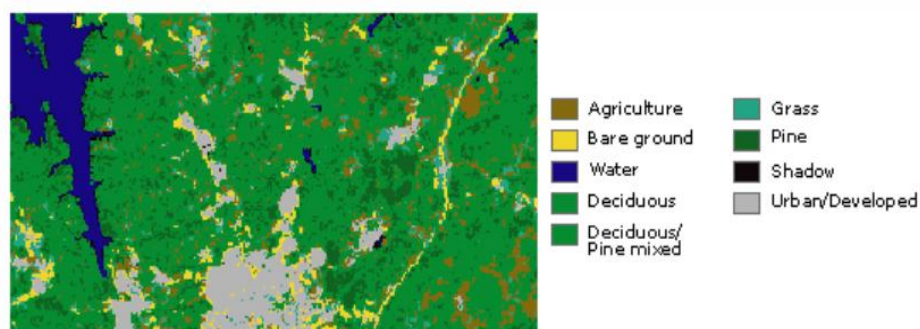 Agriculture
Bare ground
Water
Deciduous
Deciduous/
Pine mixed
Grass
Pine
Shadow
Urban/Developed